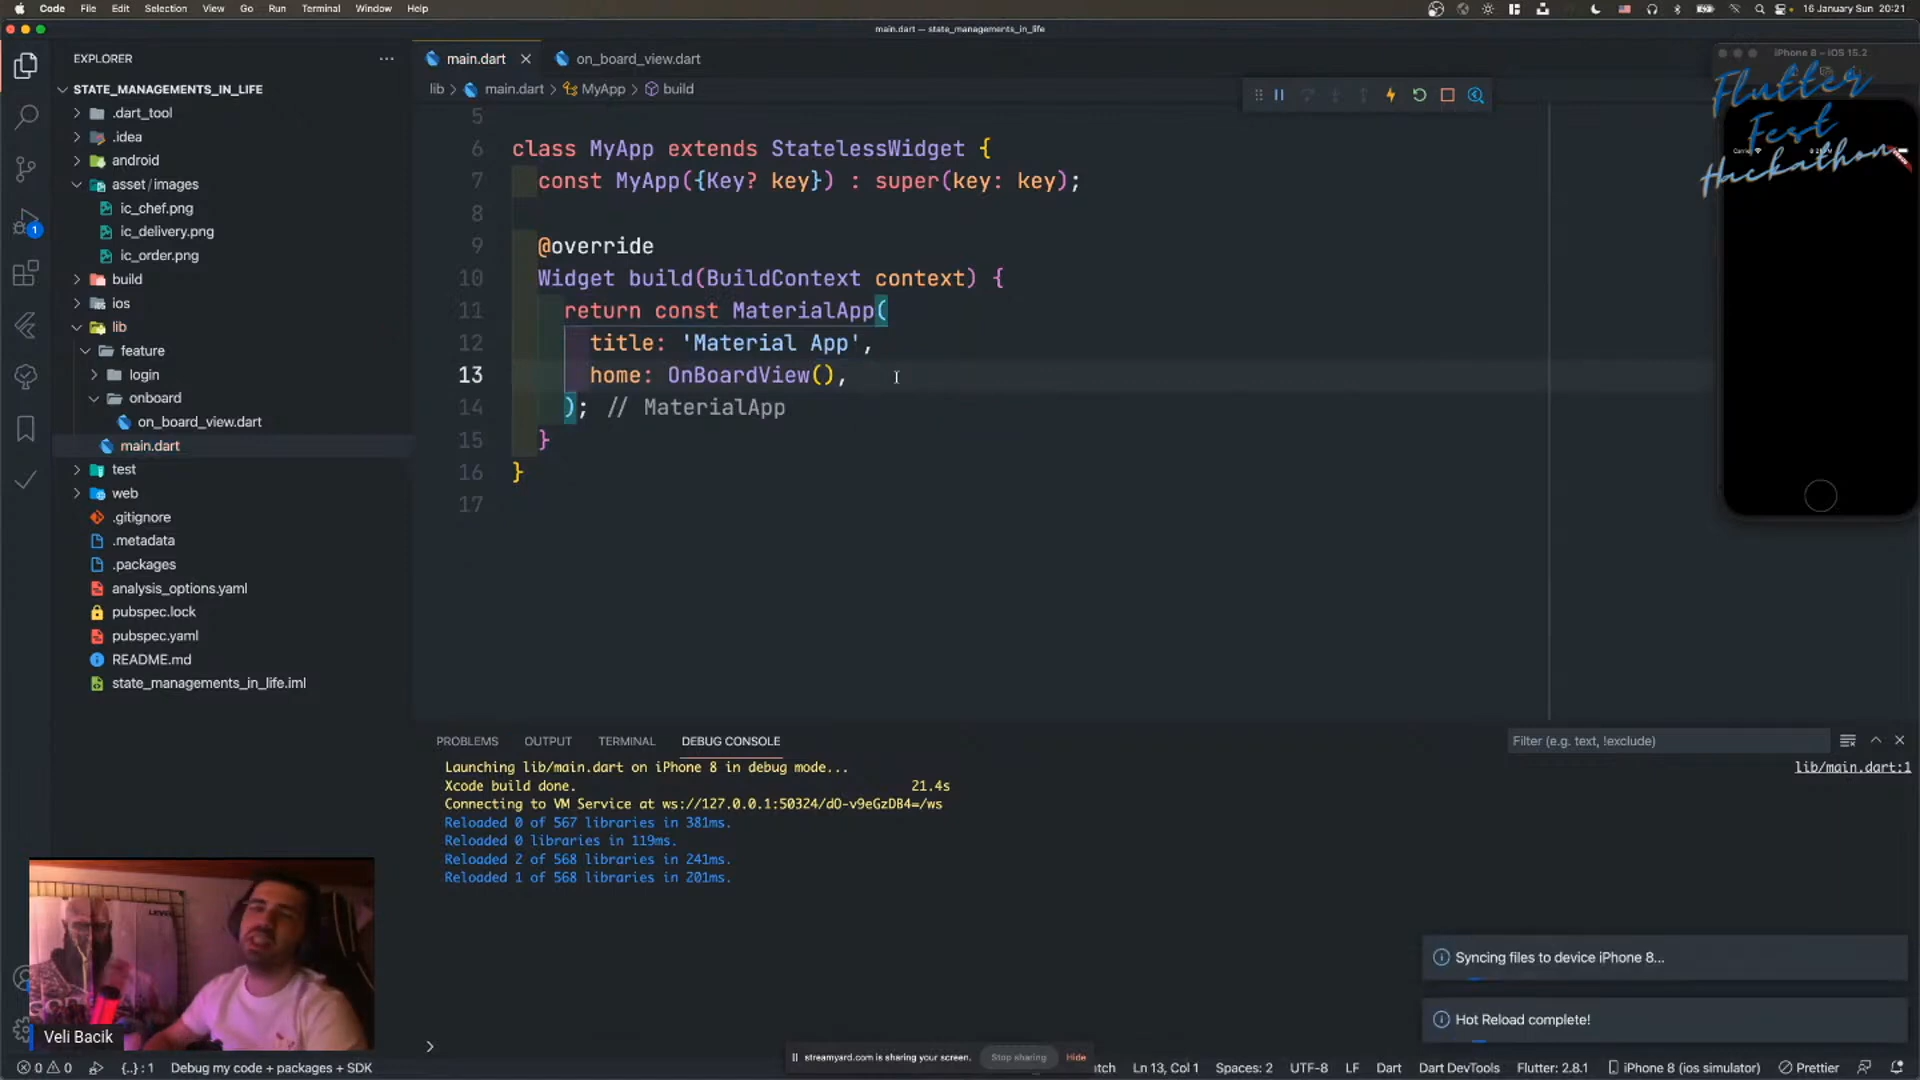 Code File Edit Selection View Go Run Terminal Window Help
16 January Sun 20:21
main.dart — state_managements_in_life
EXPLORER
STATE_MANAGEMENTS_IN_LIFE
.dart_tool
.idea
android
asset/images
ic_chef.png
ic_delivery.png
ic_order.png
build
ios
lib
feature
login
onboard
on_board_view.dart
main.dart
test
web
.gitignore
.metadata
.packages
analysis_options.yaml
pubspec.lock
pubspec.yaml
README.md
state_managements_in_life.iml
1
main.dart
on_board_view.dart
lib > main.dart > MyApp > build
5
6 class MyApp extends StatelessWidget {
7 const MyApp({Key? key}) : super(key: key);
8
9 @override
10 Widget build(BuildContext context) {
11 return const MaterialApp(
12 title: 'Material App',
13 home: OnBoardView(),
14 ); // MaterialApp
15 }
16 }
17
iPhone 8 – iOS 15.2
Flutter
Fest
Hackathon
PROBLEMS OUTPUT TERMINAL DEBUG CONSOLE
Filter (e.g. text, !exclude)
Launching lib/main.dart on iPhone 8 in debug mode...
lib/main.dart:1
Xcode build done. 21.4s
Connecting to VM Service at ws://127.0.0.1:50324/dO-v9eGzDB4=/ws
Reloaded 0 of 567 libraries in 381ms.
Reloaded 0 libraries in 119ms.
Reloaded 2 of 568 libraries in 241ms.
Reloaded 1 of 568 libraries in 201ms.
Syncing files to device iPhone 8...
Hot Reload complete!
Veli Bacik
streamyard.com is sharing your screen. Stop sharing Hide
0 0 {..}: 1 Debug my code + packages + SDK
Ln 13, Col 1 Spaces: 2 UTF-8 LF Dart Dart DevTools Flutter: 2.8.1 iPhone 8 (ios simulator) Prettier